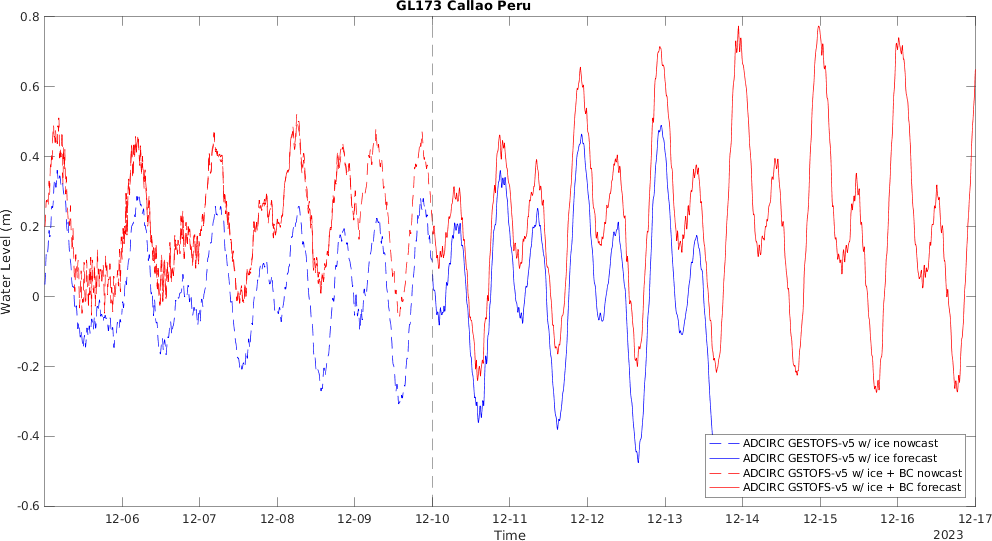 GL173 Callao Peru
0.8
0.6
0.4
0.2
0
-0.2
-0.4
-0.6
Water Level (m)
ADCIRC GESTOFS-v5 w/ ice nowcast
ADCIRC GESTOFS-v5 w/ ice forecast
ADCIRC GSTOFS-v5 w/ ice + BC nowcast
ADCIRC GSTOFS-v5 w/ ice + BC forecast
12-06 12-07 12-08 12-09 12-10 12-11 12-12 12-13 12-14 12-15 12-16 12-17
Time
2023